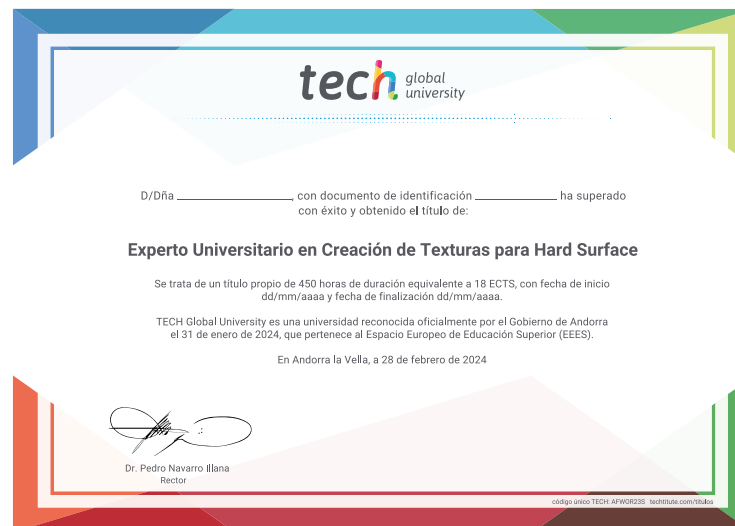 tech global university
D/Dña ____________, con documento de identificación ____________ ha superado
con éxito y obtenido el título de:
Experto Universitario en Creación de Texturas para Hard Surface
Se trata de un título propio de 450 horas de duración equivalente a 18 ECTS, con fecha de inicio
dd/mm/aaaa y fecha de finalización dd/mm/aaaa.
TECH Global University es una universidad reconocida oficialmente por el Gobierno de Andorra
el 31 de enero de 2024, que pertenece al Espacio Europeo de Educación Superior (EEES).
En Andorra la Vella, a 28 de febrero de 2024
Dr. Pedro Navarro Illana
Rector
código único TECH: AFWOR23S techtitute.com/titulos